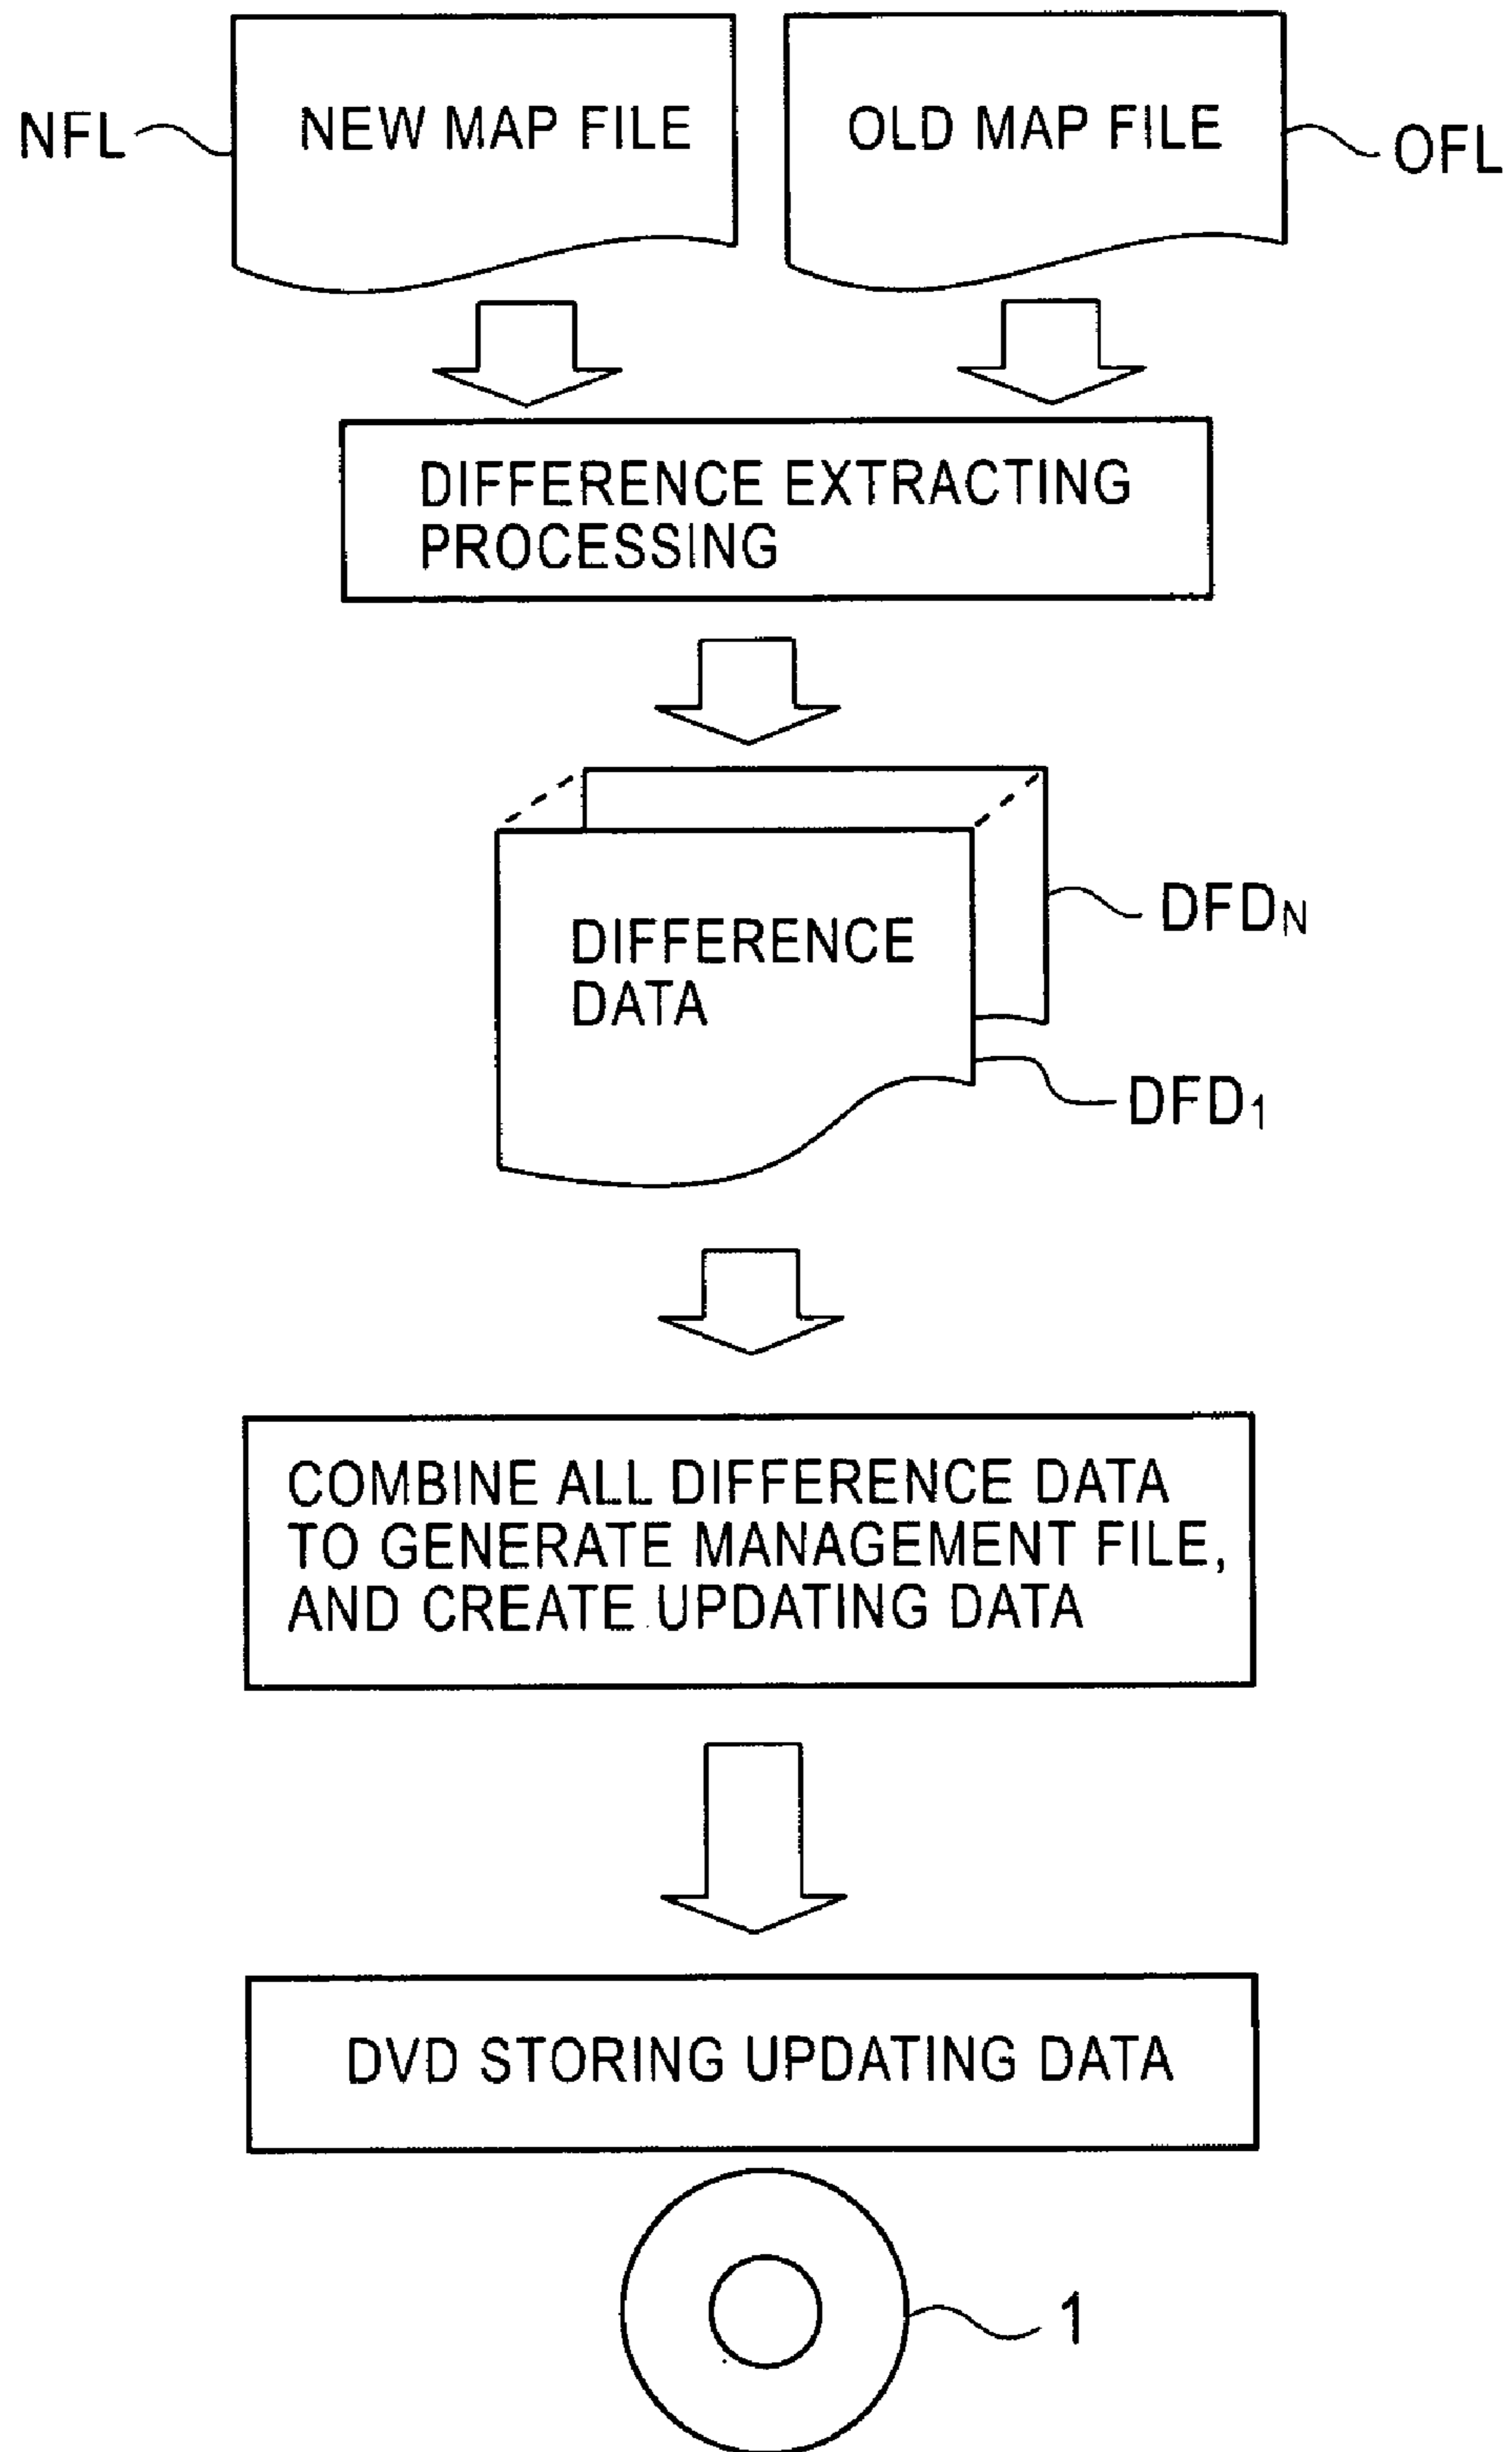 NFL
NEW MAP FILE
OLD MAP FILE
OFL
DIFFERENCE EXTRACTING
PROCESSING
DFDN
DIFFERENCE
DATA
DFD1
COMBINE ALL DIFFERENCE DATA
TO GENERATE MANAGEMENT FILE,
AND CREATE UPDATING DATA
DVD STORING UPDATING DATA
1